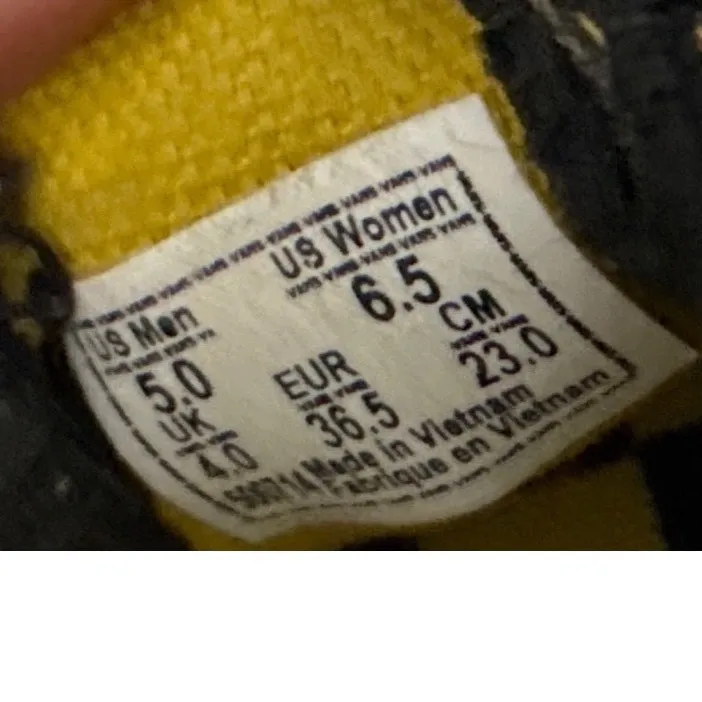 US Men US Women
5.0 6.5
UK EUR CM
4.0 36.5 23.0
Made in Vietnam
Fabrique en Vietnam